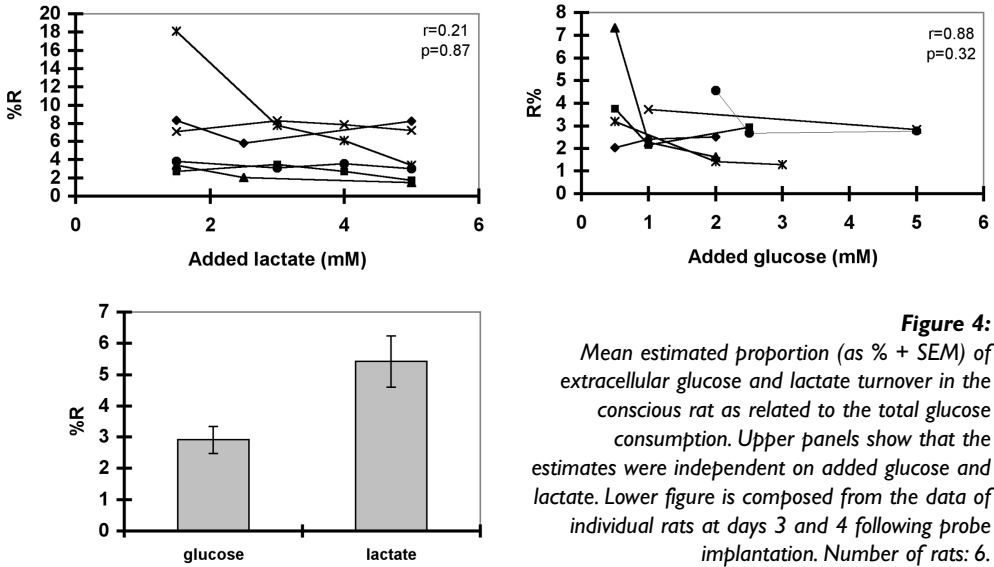 20
18
16
14
12
10
8
6
4
2
0
%R
r=0.21
p=0.87
0 2 4 6
Added lactate (mM)
8
7
6
5
4
3
2
1
0
R%
r=0.88
p=0.32
0 1 2 3 4 5 6
Added glucose (mM)
7
6
5
4
3
2
1
0
%R
glucose lactate
Figure 4:
Mean estimated proportion (as % + SEM) of
extracellular glucose and lactate turnover in the
conscious rat as related to the total glucose
consumption. Upper panels show that the
estimates were independent on added glucose and
lactate. Lower figure is composed from the data of
individual rats at days 3 and 4 following probe
implantation. Number of rats: 6.